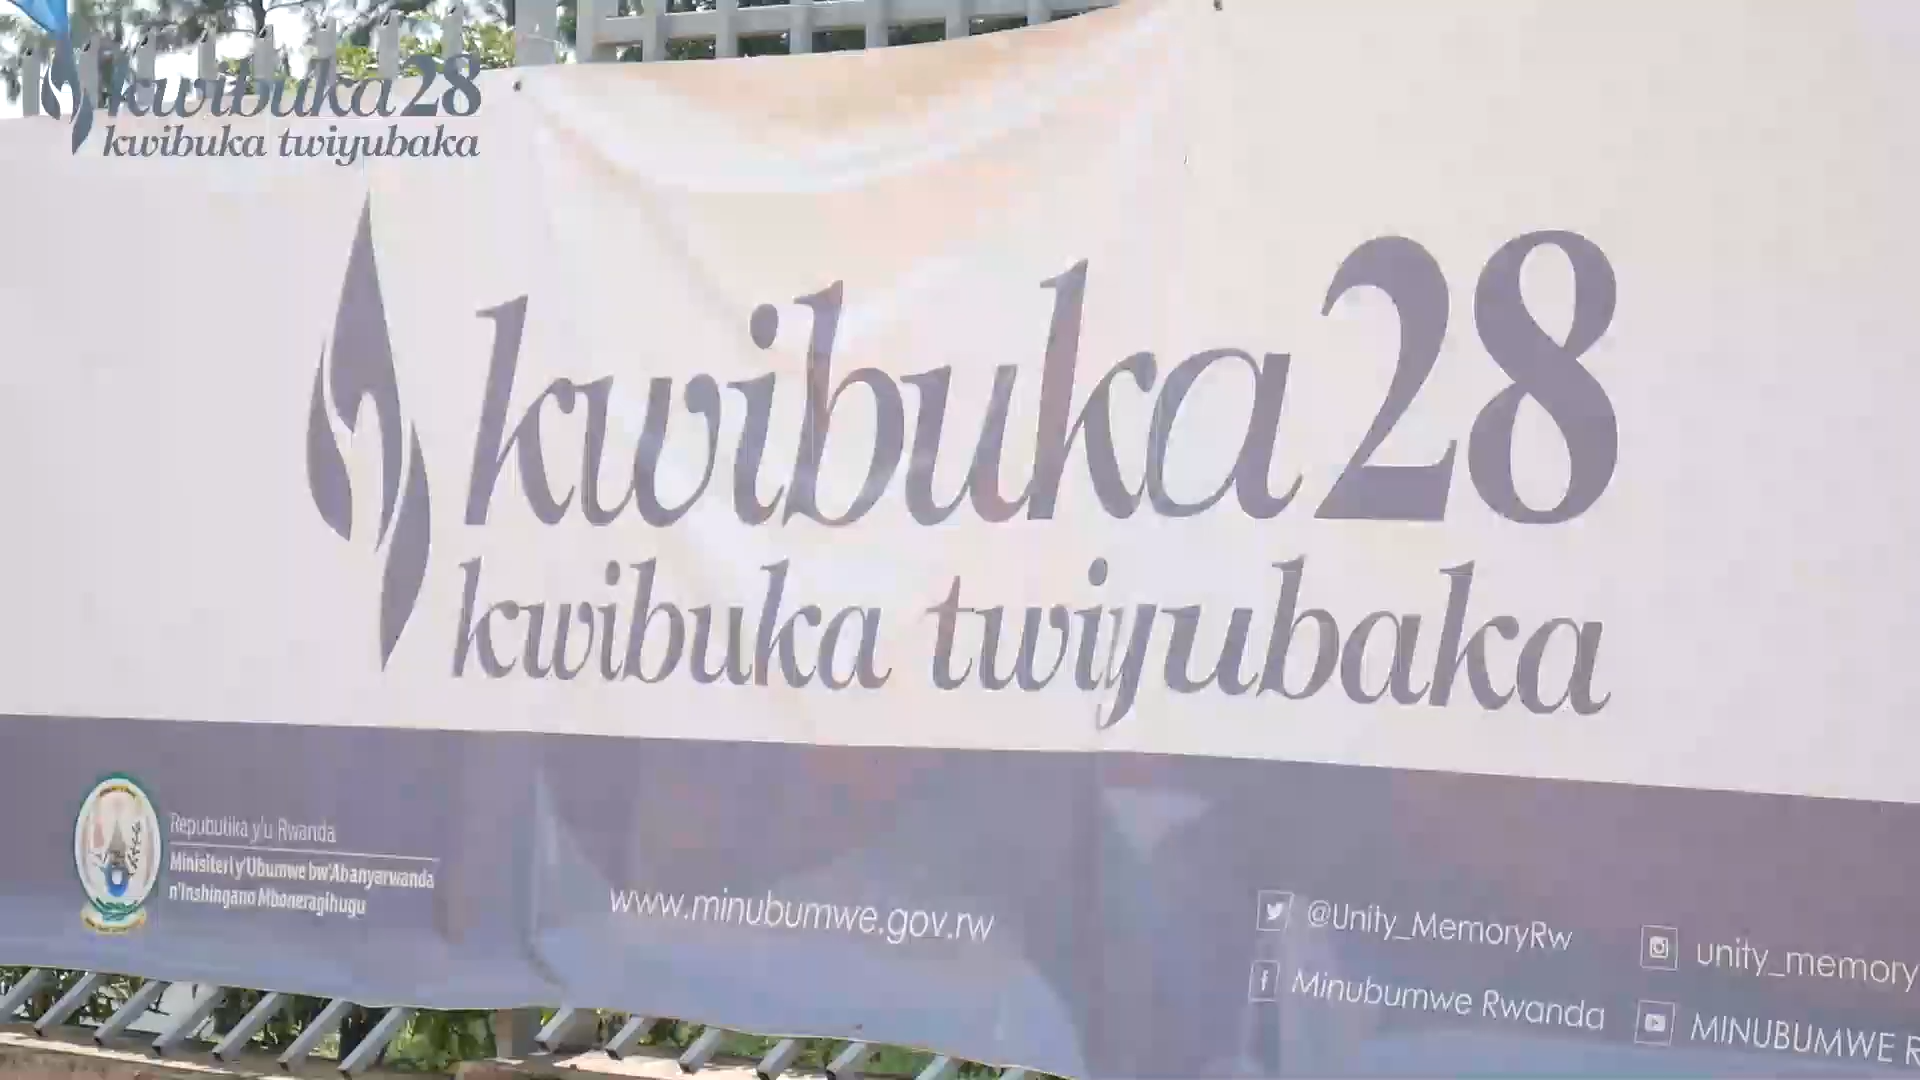 kwibuka28
kwibuka twiyubaka
kwibuka28
kwibuka twiyubaka
Repubulika y'u Rwanda
Minisiteri y'Ubumwe bw'Abanyarwanda
n'Inshingano Mboneragihugu
www.minubumwe.gov.rw
@Unity_MemoryRw
unity_memory
Minubumwe Rwanda
MINUBUMWE R